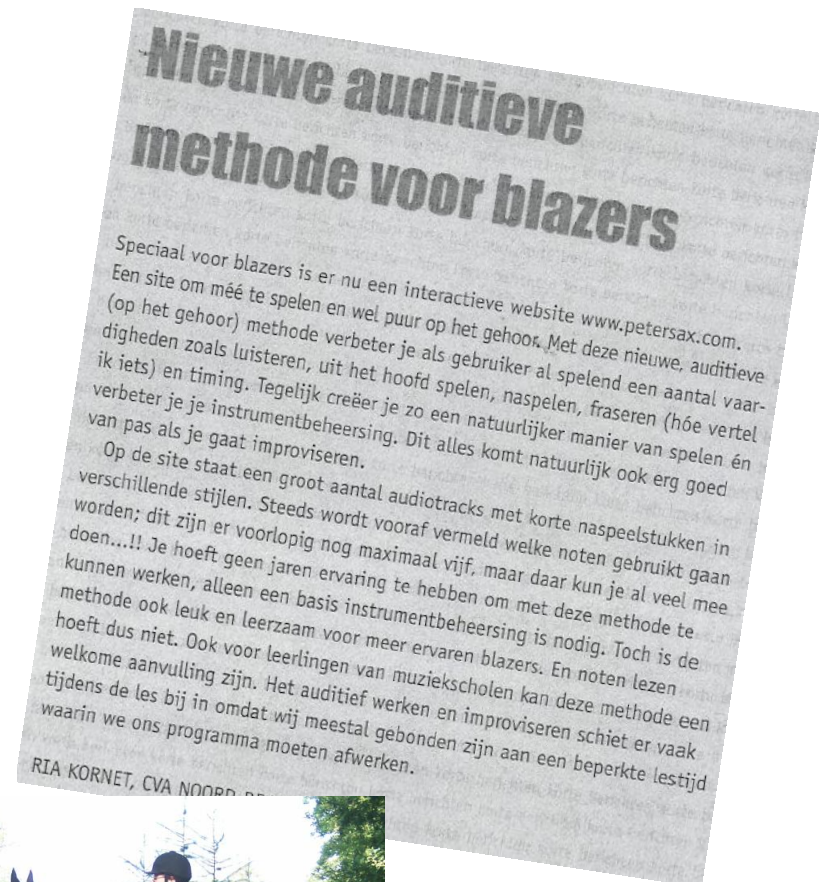 Nieuwe auditieve
methode voor blazers
Speciaal voor blazers is er nu een interactieve website www.petersax.com.
Een site om méé te spelen en wel puur op het gehoor. Met deze nieuwe, auditieve
(op het gehoor) methode verbeter je als gebruiker al spelend een aantal vaar-
digheden zoals luisteren, uit het hoofd spelen, naspelen, fraseren (hóe vertel
ik iets) en timing. Tegelijk creëer je zo een natuurlijker manier van spelen én
verbeter je je instrumentbeheersing. Dit alles komt natuurlijk ook erg goed
van pas als je gaat improviseren.
Op de site staat een groot aantal audiotracks met korte naspeelstukken in
verschillende stijlen. Steeds wordt vooraf vermeld welke noten gebruikt gaan
worden; dit zijn er voorlopig nog maximaal vijf, maar daar kun je al veel mee
doen...!! Je hoeft geen jaren ervaring te hebben om met deze methode te
kunnen werken, alleen een basis instrumentbeheersing is nodig. Toch is de
methode ook leuk en leerzaam voor meer ervaren blazers. En noten lezen
hoeft dus niet. Ook voor leerlingen van muziekscholen kan deze methode een
welkome aanvulling zijn. Het auditief werken en improviseren schiet er vaak
tijdens de les bij in omdat wij meestal gebonden zijn aan een beperkte lestijd
waarin we ons programma moeten afwerken.
RIA KORNET, CVA NOORD